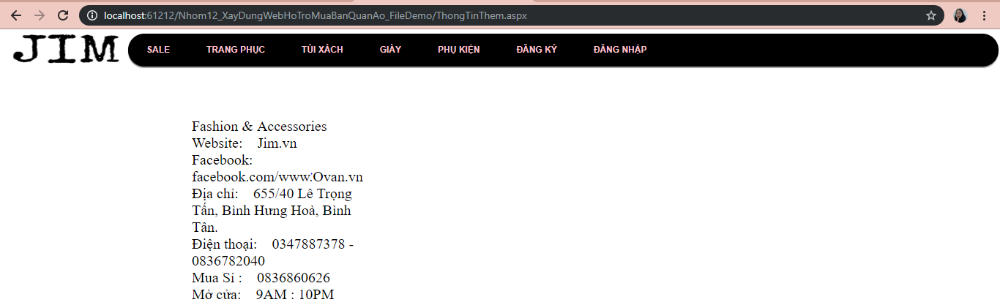 localhost:61212/Nhom12_XayDungWebHoTroMuaBanQuanAo_FileDemo/ThongTinThem.aspx
JIM SALE TRANG PHỤC TÚI XÁCH GIÀY PHỤ KIỆN ĐĂNG KÝ ĐĂNG NHẬP
Fashion & Accessories
Website: Jim.vn
Facebook:
facebook.com/www.Ovan.vn
Địa chỉ: 655/40 Lê Trọng
Tấn, Bình Hưng Hoà, Bình
Tân.
Điện thoại: 0347887378 -
0836782040
Mua Sỉ : 0836860626
Mở cửa: 9AM : 10PM